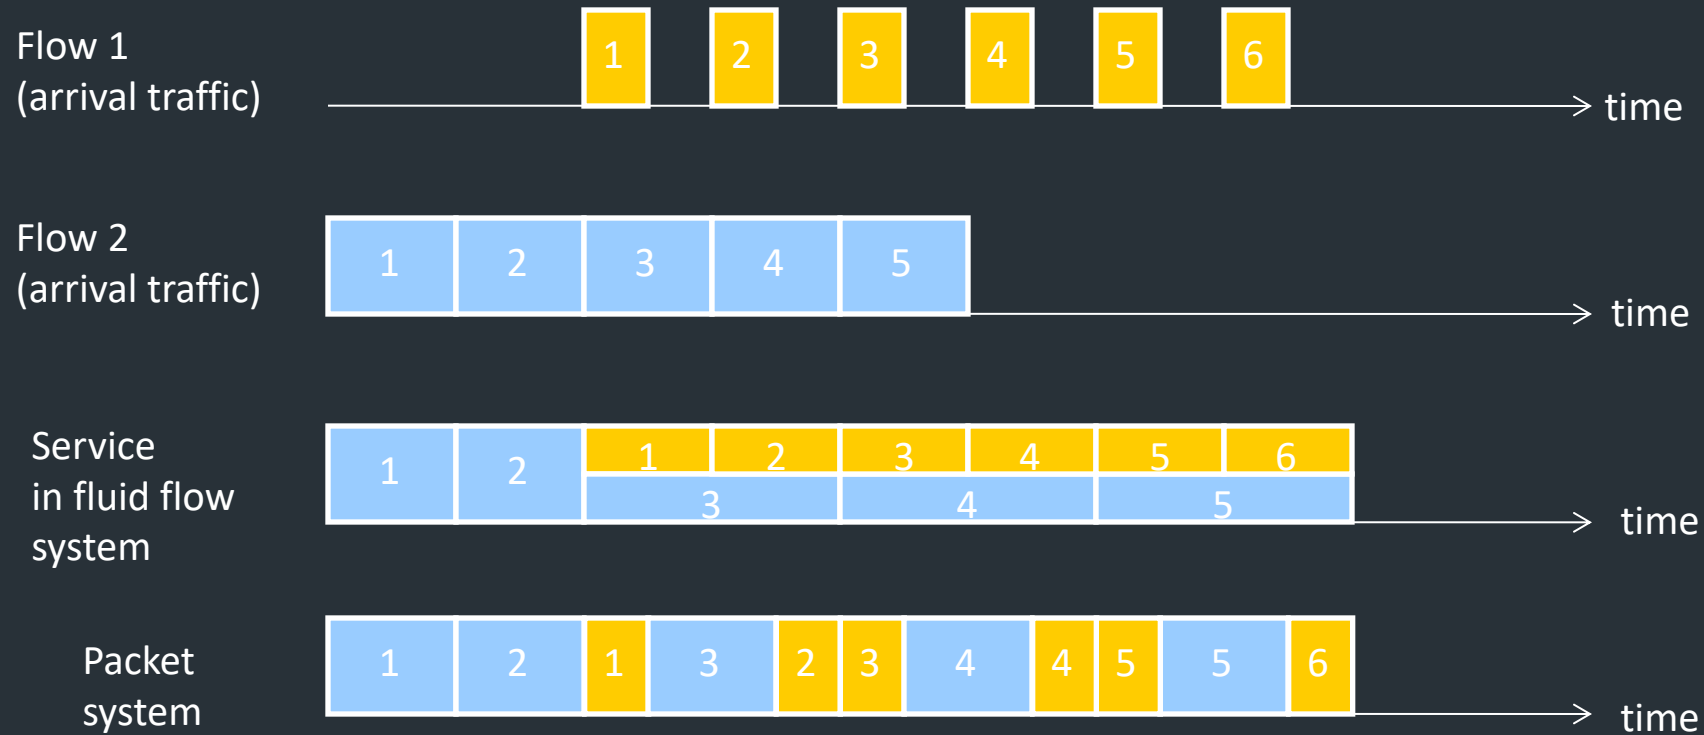 Flow 1
(arrival traffic)
1 2 3 4 5 6
time
Flow 2
(arrival traffic)
1 2 3 4 5
time
Service
in fluid flow
system
1 2 1 2 3 4 5 6
3 4 5
time
Packet
system
1 2 1 3 2 3 4 4 5 5 6
time